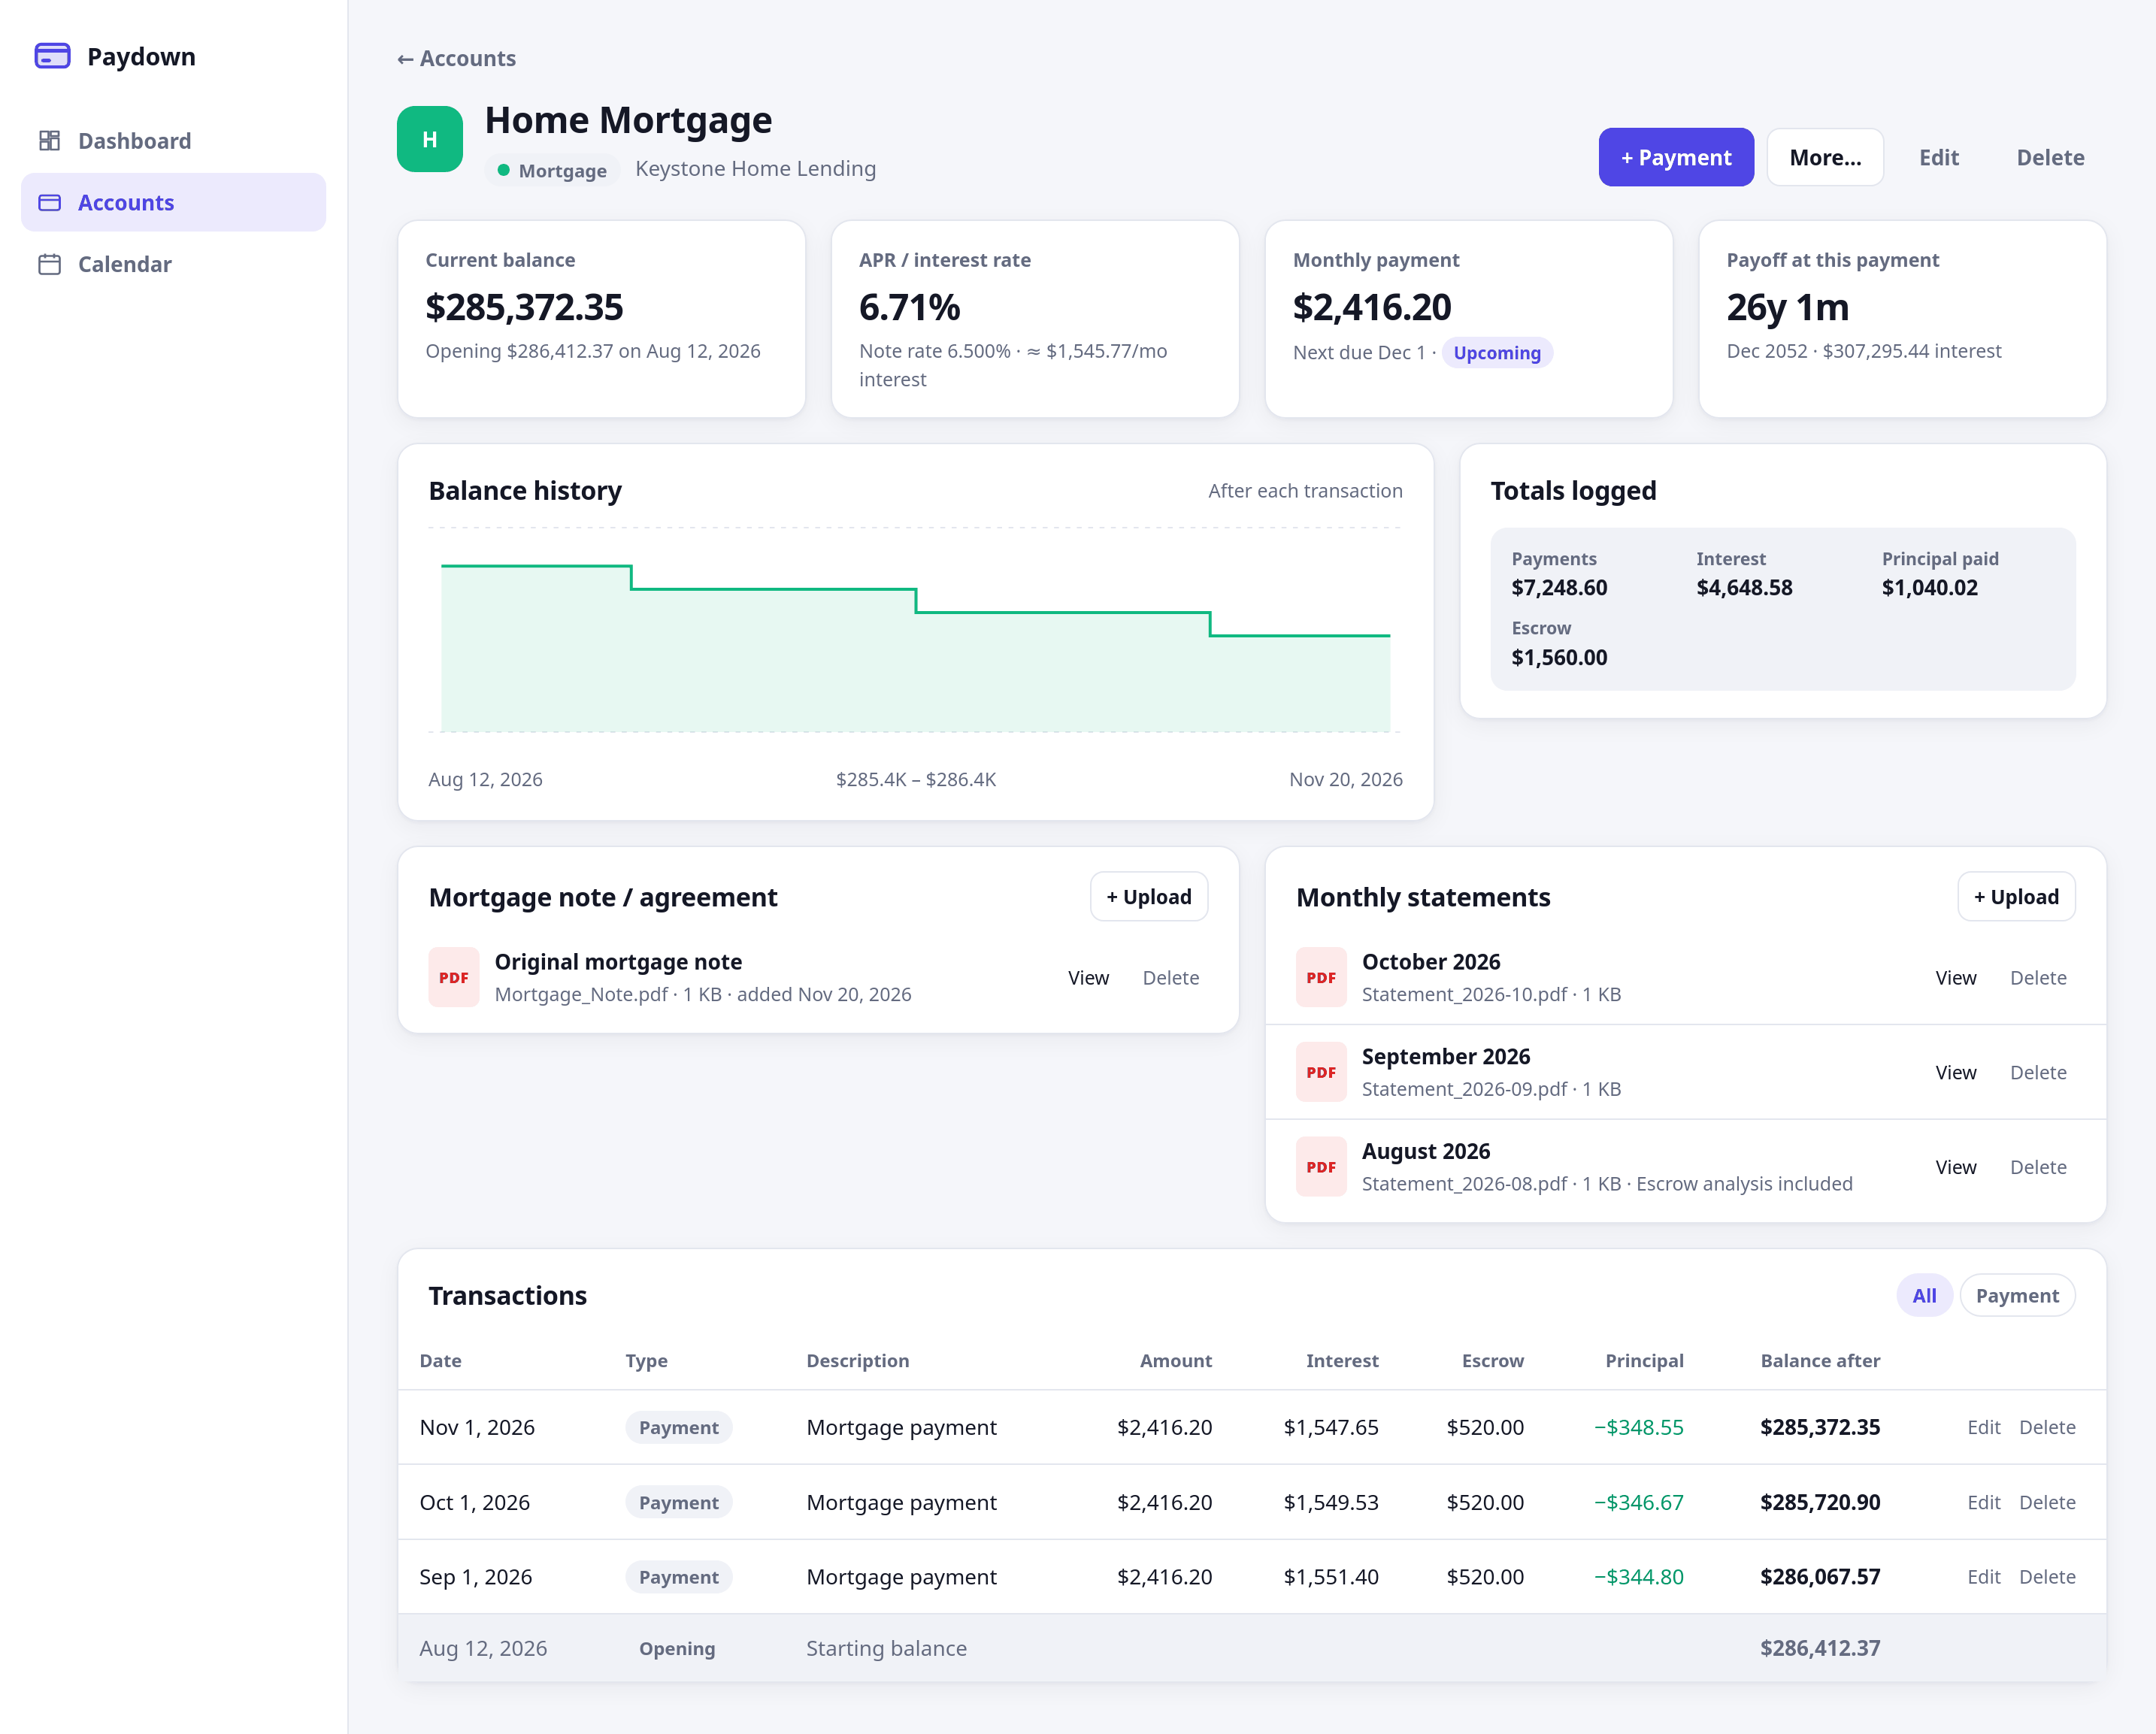 Paydown
Dashboard
Accounts
Calendar
← Accounts
H
Home Mortgage
Mortgage Keystone Home Lending
+ Payment More... Edit Delete
Current balance
$285,372.35
Opening $286,412.37 on Aug 12, 2026
APR / interest rate
6.71%
Note rate 6.500% · ≈ $1,545.77/mo
interest
Monthly payment
$2,416.20
Next due Dec 1 · Upcoming
Payoff at this payment
26y 1m
Dec 2052 · $307,295.44 interest
Balance history After each transaction
Aug 12, 2026 $285.4K – $286.4K Nov 20, 2026
Totals logged
Payments Interest Principal paid
$7,248.60 $4,648.58 $1,040.02
Escrow
$1,560.00
Mortgage note / agreement + Upload
PDF
Original mortgage note
Mortgage_Note.pdf · 1 KB · added Nov 20, 2026
View Delete
Monthly statements + Upload
PDF
October 2026
Statement_2026-10.pdf · 1 KB
View Delete
PDF
September 2026
Statement_2026-09.pdf · 1 KB
View Delete
PDF
August 2026
Statement_2026-08.pdf · 1 KB · Escrow analysis included
View Delete
Transactions All Payment
Date Type Description Amount Interest Escrow Principal Balance after
Nov 1, 2026 Payment Mortgage payment $2,416.20 $1,547.65 $520.00 −$348.55 $285,372.35 Edit Delete
Oct 1, 2026 Payment Mortgage payment $2,416.20 $1,549.53 $520.00 −$346.67 $285,720.90 Edit Delete
Sep 1, 2026 Payment Mortgage payment $2,416.20 $1,551.40 $520.00 −$344.80 $286,067.57 Edit Delete
Aug 12, 2026 Opening Starting balance $286,412.37